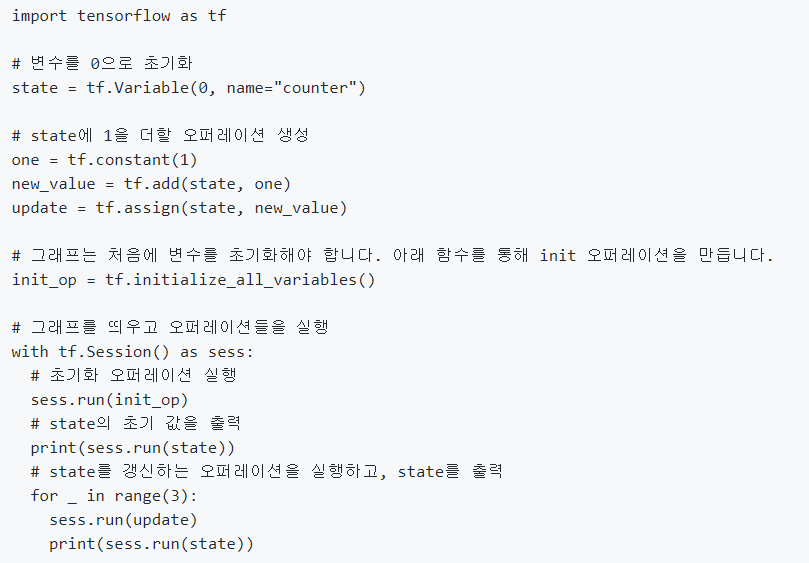 import tensorflow as tf
# 변수를 0으로 초기화
state = tf.Variable(0, name="counter")
# state에 1을 더할 오퍼레이션 생성
one = tf.constant(1)
new_value = tf.add(state, one)
update = tf.assign(state, new_value)
# 그래프는 처음에 변수를 초기화해야 합니다. 아래 함수를 통해 init 오퍼레이션을 만듭니다.
init_op = tf.initialize_all_variables()
# 그래프를 띄우고 오퍼레이션들을 실행
with tf.Session() as sess:
  # 초기화 오퍼레이션 실행
  sess.run(init_op)
  # state의 초기 값을 출력
  print(sess.run(state))
  # state를 갱신하는 오퍼레이션을 실행하고, state를 출력
  for _ in range(3):
    sess.run(update)
    print(sess.run(state))